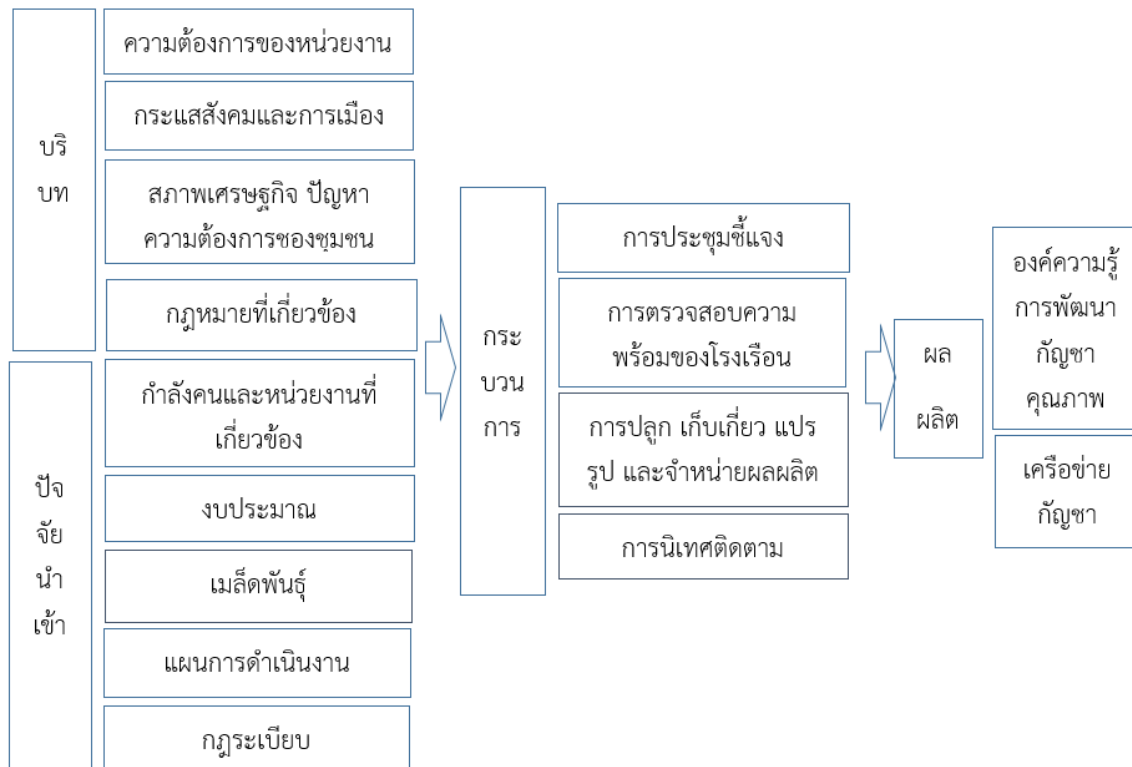 บริ
บท
ความต้องการของหน่วยงาน
กระแสสังคมและการเมือง
สภาพเศรษฐกิจ ปัญหา
ความต้องการชองชุมชน
กฎหมายที่เกี่ยวข้อง
ปัจ
จัย
นำ
เข้า
กำลังคนและหน่วยงานที่
เกี่ยวข้อง
งบประมาณ
เมล็ดพันธุ์
แผนการดำเนินงาน
กฎระเบียบ
กระ
บวน
การ
การประชุมชี้แจง
การตรวจสอบความ
พร้อมของโรงเรือน
การปลูก เก็บเกี่ยว แปร
รูป และจำหน่ายผลผลิต
การนิเทศติดตาม
ผล
ผลิต
องค์ความรู้
การพัฒนา
กัญชา
คุณภาพ
เครือข่าย
กัญชา